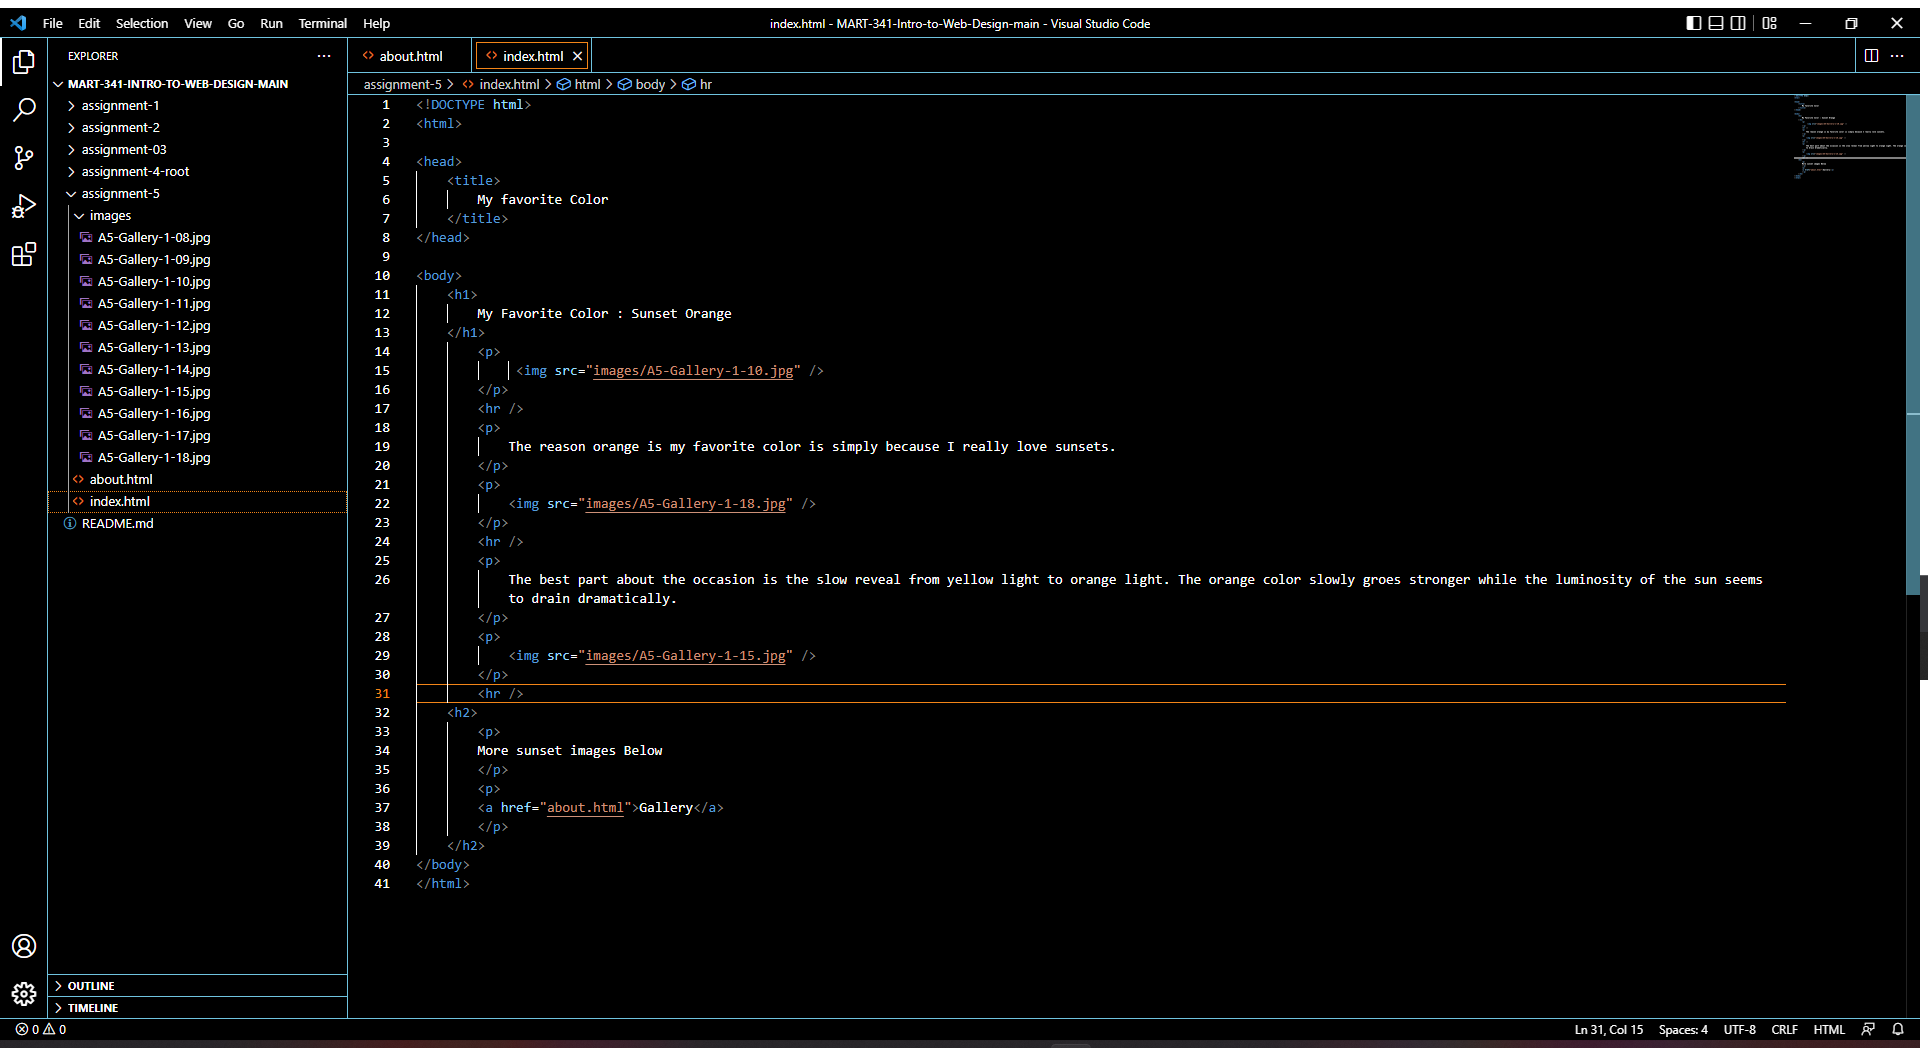 File Edit Selection View Go Run Terminal Help
index.html - MART-341-Intro-to-Web-Design-main - Visual Studio Code
EXPLORER
MART-341-INTRO-TO-WEB-DESIGN-MAIN
assignment-1
assignment-2
assignment-03
assignment-4-root
assignment-5
images
A5-Gallery-1-08.jpg
A5-Gallery-1-09.jpg
A5-Gallery-1-10.jpg
A5-Gallery-1-11.jpg
A5-Gallery-1-12.jpg
A5-Gallery-1-13.jpg
A5-Gallery-1-14.jpg
A5-Gallery-1-15.jpg
A5-Gallery-1-16.jpg
A5-Gallery-1-17.jpg
A5-Gallery-1-18.jpg
about.html
index.html
README.md
OUTLINE
TIMELINE
about.html index.html
assignment-5 > index.html > html > body > hr
1 <!DOCTYPE html>
2 <html>
3
4 <head>
5 <title>
6 My favorite Color
7 </title>
8 </head>
9
10 <body>
11 <h1>
12 My Favorite Color : Sunset Orange
13 </h1>
14 <p>
15 <img src="images/A5-Gallery-1-10.jpg" />
16 </p>
17 <hr />
18 <p>
19 The reason orange is my favorite color is simply because I really love sunsets.
20 </p>
21 <p>
22 <img src="images/A5-Gallery-1-18.jpg" />
23 </p>
24 <hr />
25 <p>
26 The best part about the occasion is the slow reveal from yellow light to orange light. The orange color slowly groes stronger while the luminosity of the sun seems
to drain dramatically.
27 </p>
28 <p>
29 <img src="images/A5-Gallery-1-15.jpg" />
30 </p>
31 <hr />
32 <h2>
33 <p>
34 More sunset images Below
35 </p>
36 <p>
37 <a href="about.html">Gallery</a>
38 </p>
39 </h2>
40 </body>
41 </html>
0 0
Ln 31, Col 15 Spaces: 4 UTF-8 CRLF HTML